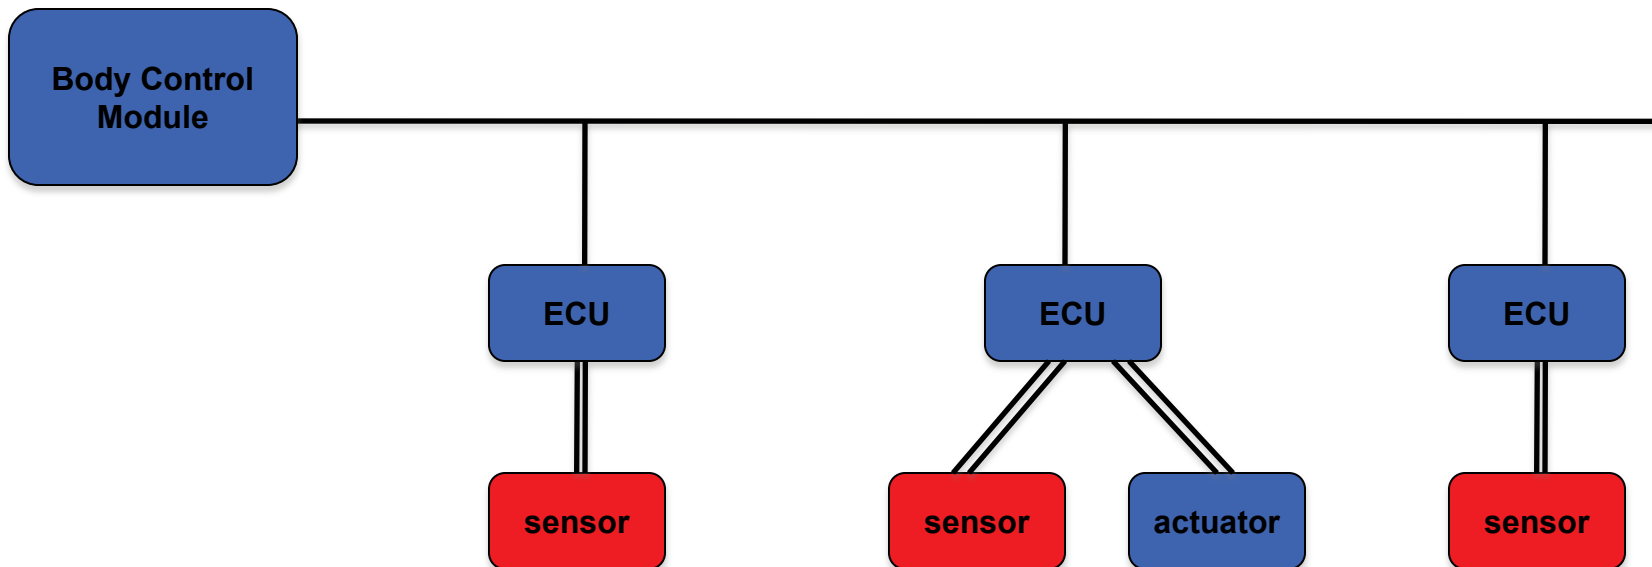 Body Control
Module
ECU
ECU
ECU
sensor
sensor
actuator
sensor